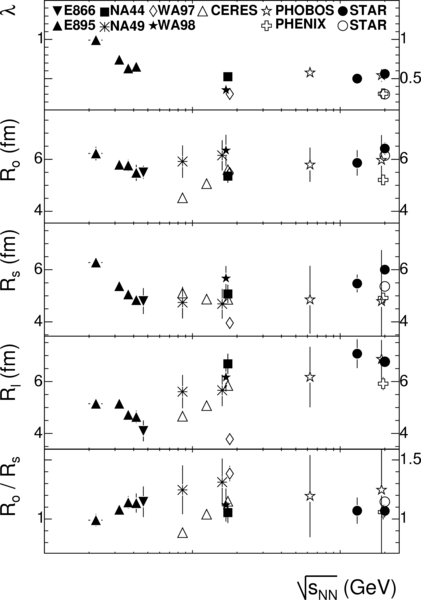 λ ▼ E866 ■ NA44 ◇ WA97 △ CERES ☆ PHOBOS ● STAR
▲ E895 ✳ NA49 ★ WA98 ✚ PHENIX ○ STAR
1
0.5
R₀ (fm)
6 6
4 4
Rₛ (fm)
6 6
4 4
Rₗ (fm)
6 6
4 4
R₀ / Rₛ
1.5
1 1
√sNN (GeV)